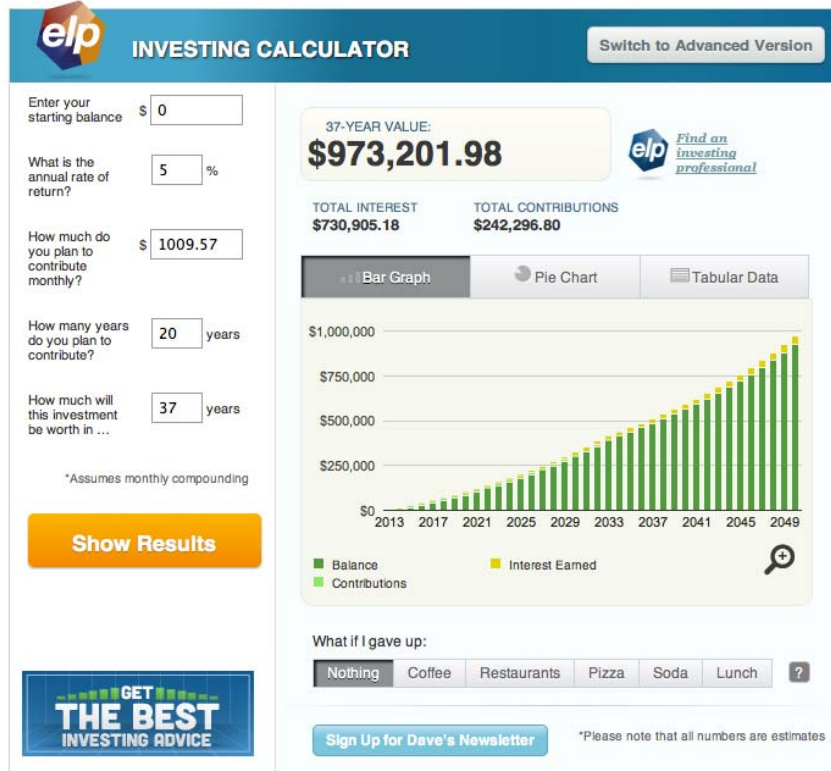 elp
INVESTING CALCULATOR
Switch to Advanced Version
Enter your
starting balance
$ 0
What is the
annual rate of
return?
5 %
How much do
you plan to
contribute
monthly?
$ 1009.57
How many years
do you plan to
contribute?
20 years
How much will
this investment
be worth in ...
37 years
*Assumes monthly compounding
Show Results
GET
THE BEST
INVESTING ADVICE
37-YEAR VALUE:
$973,201.98
elp
Find an
investing
professional
TOTAL INTEREST
$730,905.18
TOTAL CONTRIBUTIONS
$242,296.80
Bar Graph Pie Chart Tabular Data
$1,000,000
$750,000
$500,000
$250,000
$0
2013 2017 2021 2025 2029 2033 2037 2041 2045 2049
Balance Interest Earned
Contributions
What if I gave up:
Nothing Coffee Restaurants Pizza Soda Lunch ?
Sign Up for Dave's Newsletter
*Please note that all numbers are estimates